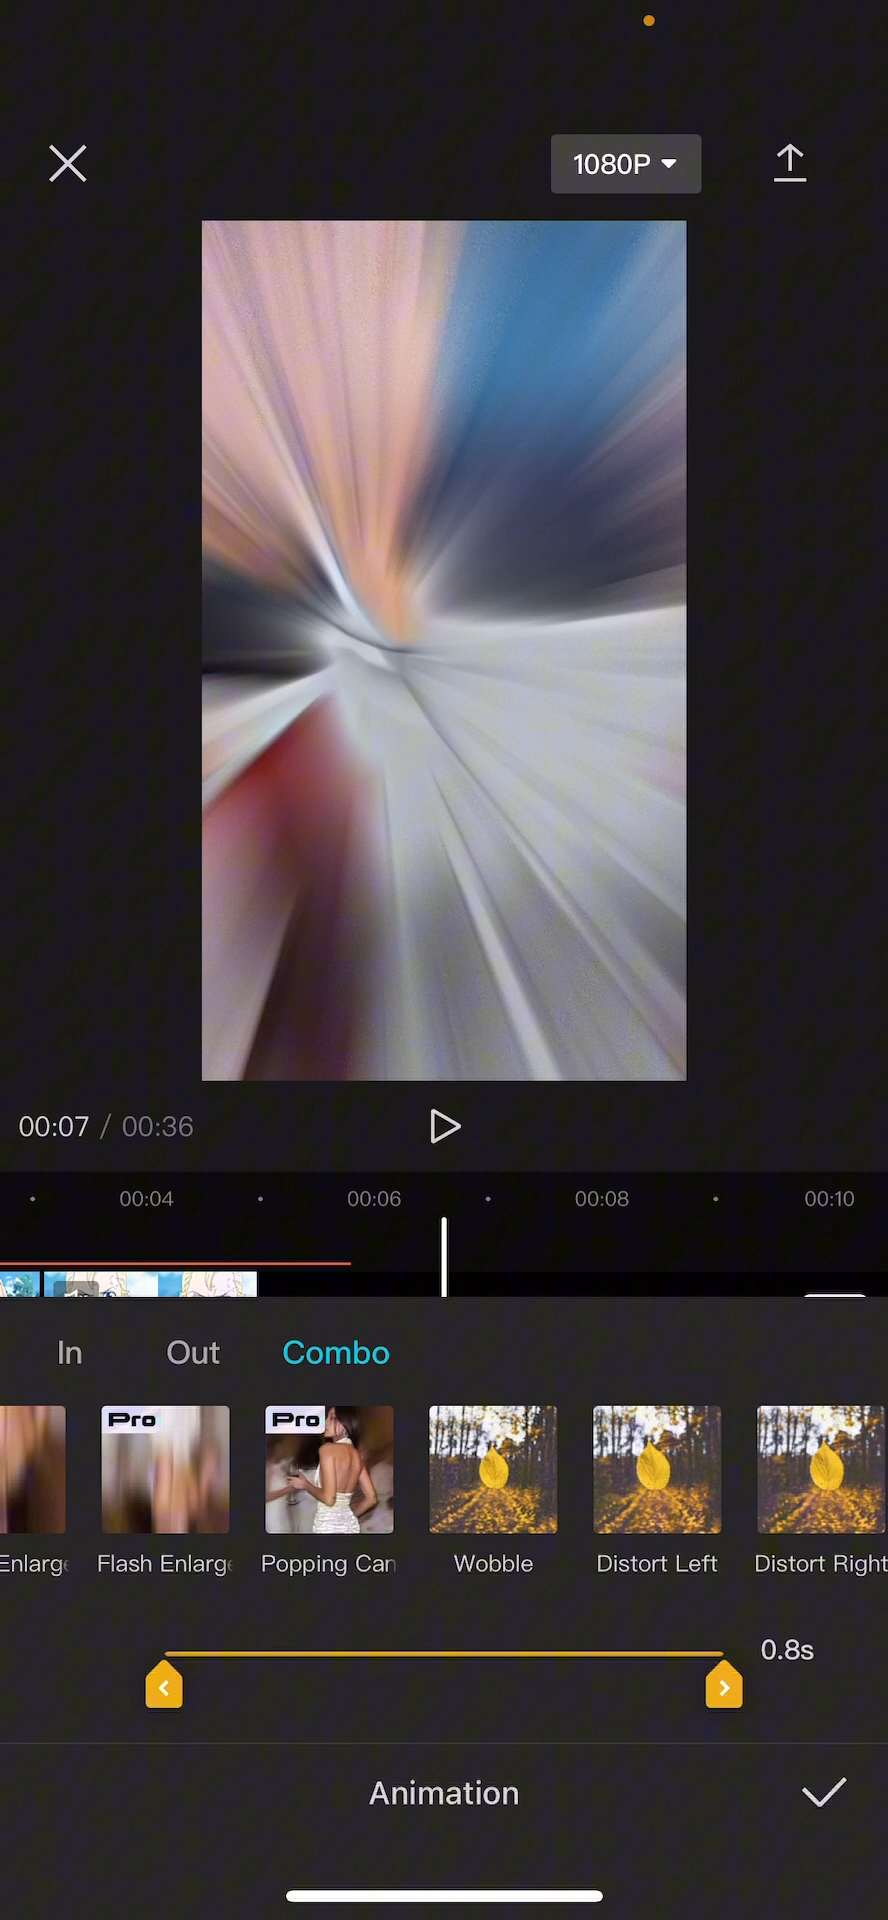 1080P
00:07 / 00:36
00:04 00:06 00:08 00:10
In Out Combo
Pro Pro
Enlarg Flash Enlarg Popping Can Wobble Distort Left Distort Right
0.8s
Animation